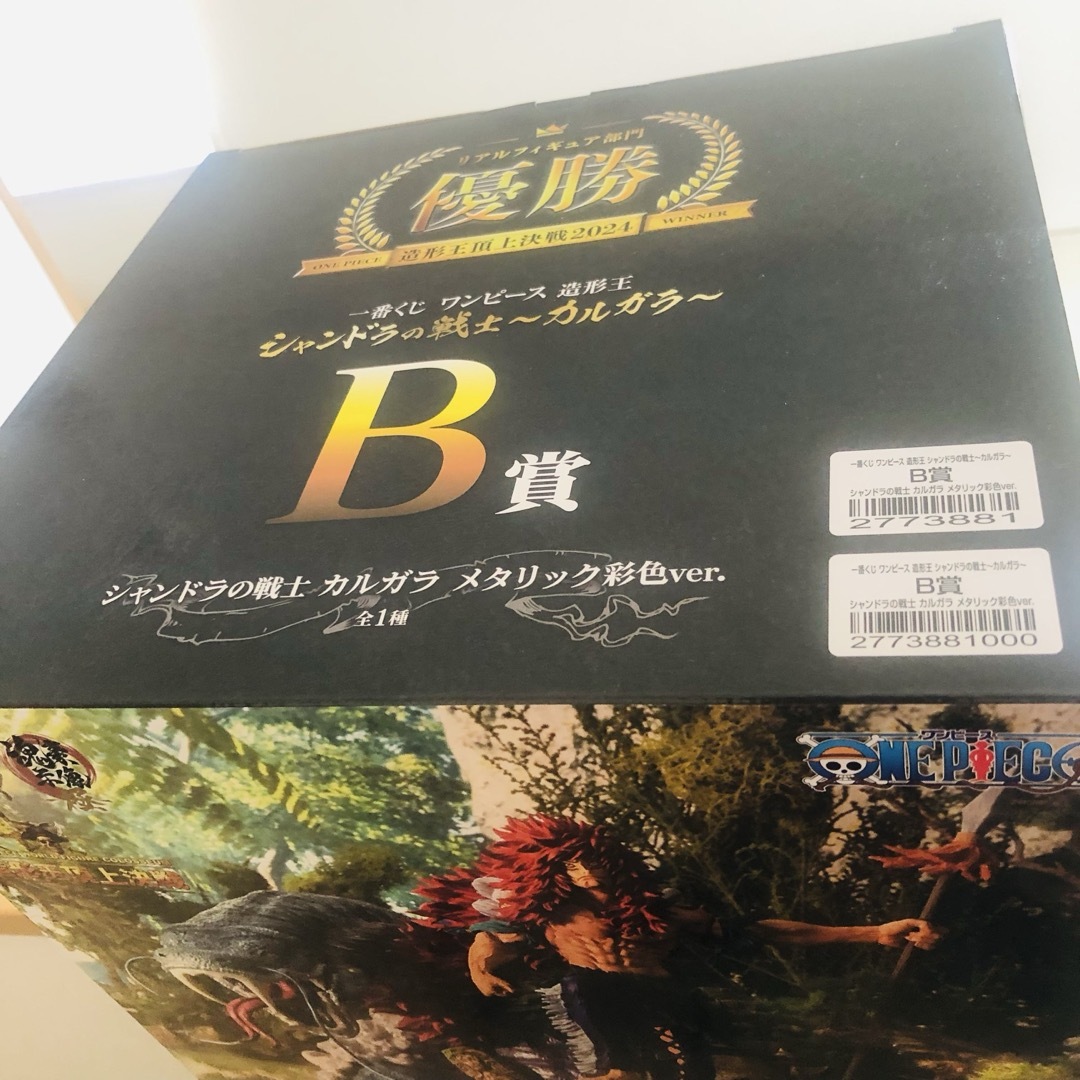 リアルフィギュア部門
優勝
ONE PIECE 造形王頂上決戦2024 WINNER
一番くじ ワンピース 造形王
シャンドラの戦士～カルガラ～
B賞
シャンドラの戦士 カルガラ メタリック彩色ver.
全1種
一番くじ ワンピース 造形王 シャンドラの戦士～カルガラ～
B賞
シャンドラの戦士 カルガラ メタリック彩色ver.
2773881
一番くじ ワンピース 造形王 シャンドラの戦士～カルガラ～
B賞
シャンドラの戦士 カルガラ メタリック彩色ver.
2773881000
ワンピース
ONE PIECE